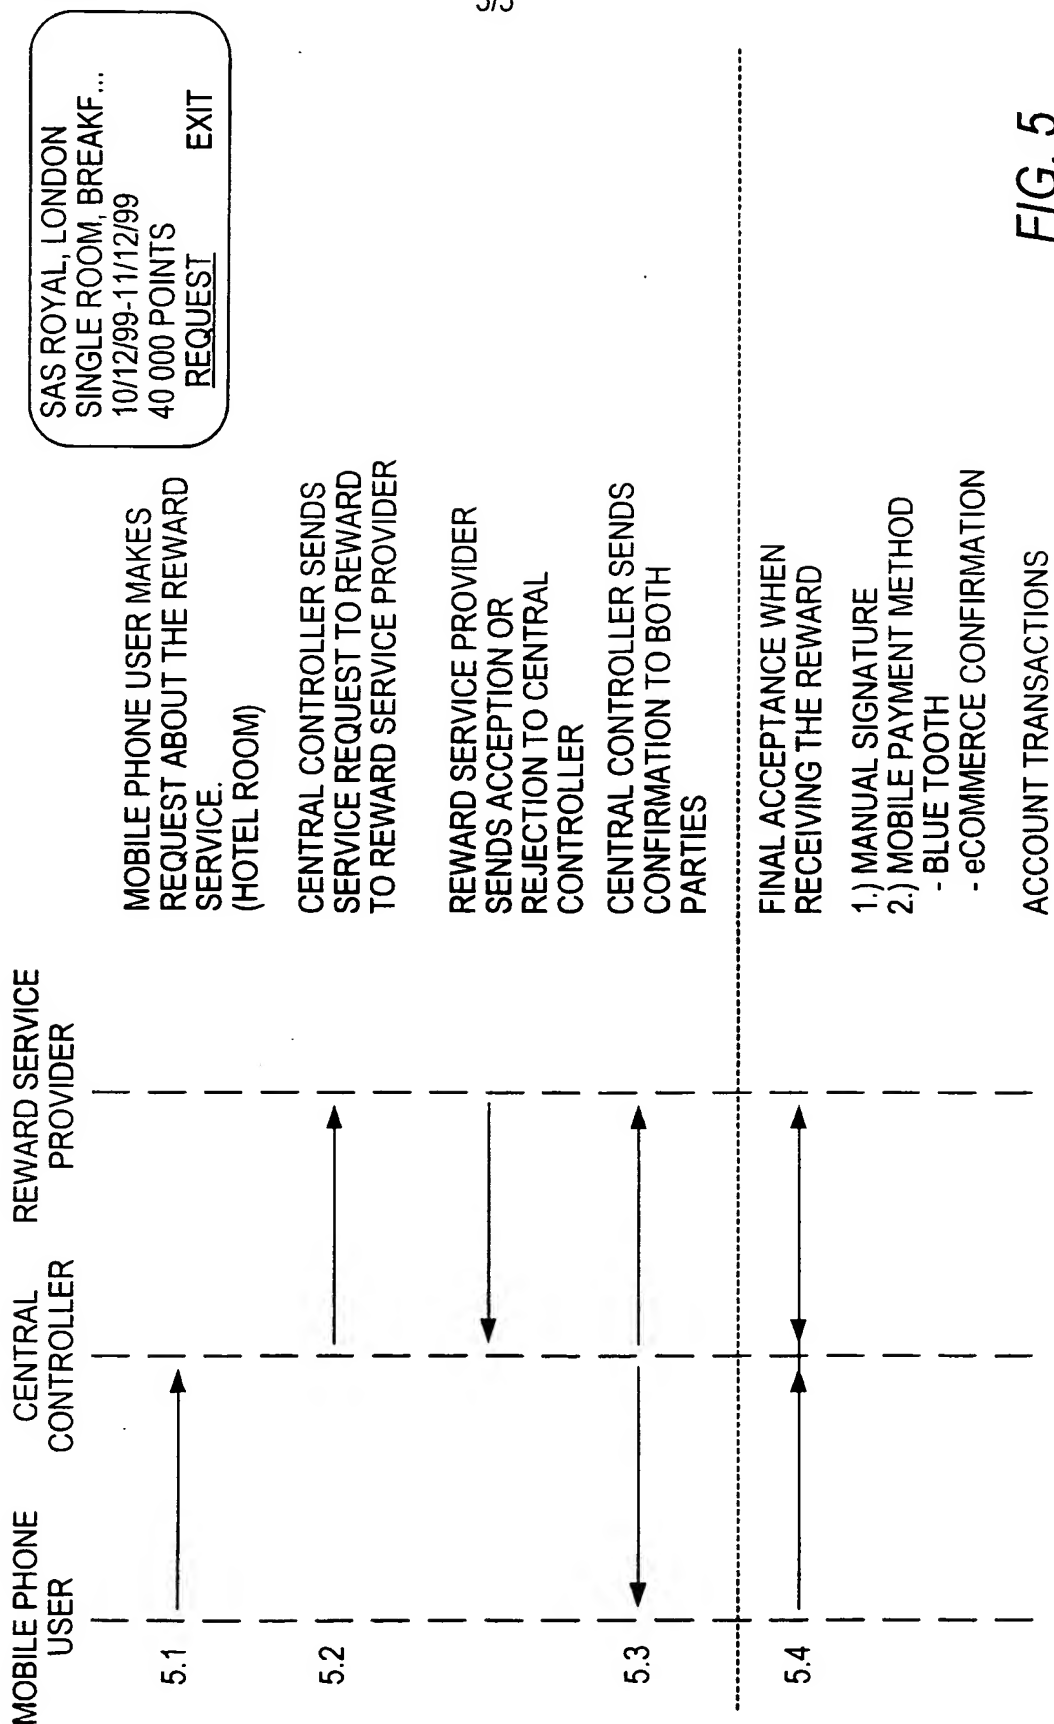 5/5
MOBILE PHONE
USER
CENTRAL
CONTROLLER
REWARD SERVICE
PROVIDER
5.1
MOBILE PHONE USER MAKES
REQUEST ABOUT THE REWARD
SERVICE.
(HOTEL ROOM)
SAS ROYAL, LONDON
SINGLE ROOM, BREAKF...
10/12/99-11/12/99
40 000 POINTS
REQUEST EXIT
5.2
CENTRAL CONTROLLER SENDS
SERVICE REQUEST TO REWARD
TO REWARD SERVICE PROVIDER
REWARD SERVICE PROVIDER
SENDS ACCEPTION OR
REJECTION TO CENTRAL
CONTROLLER
5.3
CENTRAL CONTROLLER SENDS
CONFIRMATION TO BOTH
PARTIES
5.4
FINAL ACCEPTANCE WHEN
RECEIVING THE REWARD
1.) MANUAL SIGNATURE
2.) MOBILE PAYMENT METHOD
- BLUE TOOTH
- eCOMMERCE CONFIRMATION
ACCOUNT TRANSACTIONS
FIG. 5